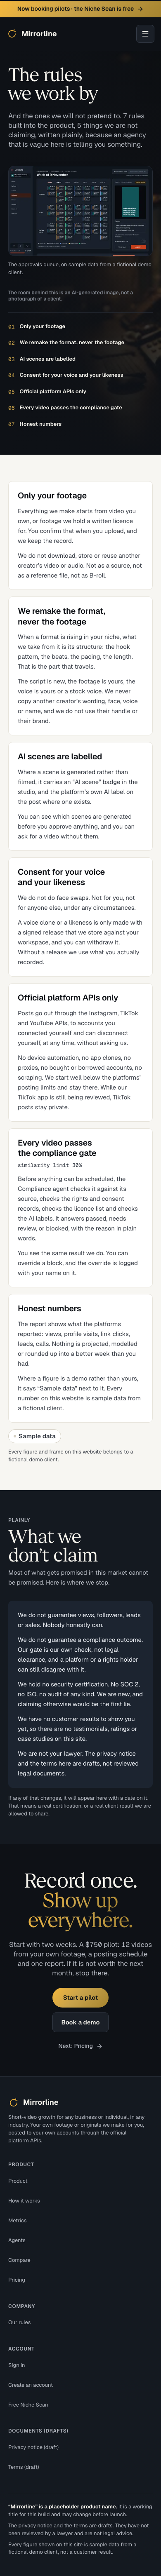 Now booking pilots · the Niche Scan is free →
Mirrorline
The rules
we work by
And the ones we will not pretend to. 7 rules
built into the product, 5 things we are not
claiming, written plainly, because an agency
that is vague here is telling you something.
The approvals queue, on sample data from a fictional demo
client.
The room behind this is an AI-generated image, not a
photograph of a client.
01 Only your footage
02 We remake the format, never the footage
03 AI scenes are labelled
04 Consent for your voice and your likeness
05 Official platform APIs only
06 Every video passes the compliance gate
07 Honest numbers
Only your footage
Everything we make starts from video you
own, or footage we hold a written licence
for. You confirm that when you upload, and
we keep the record.
We do not download, store or reuse another
creator's video or audio. Not as a source, not
as a reference file, not as B-roll.
We remake the format,
never the footage
When a format is rising in your niche, what
we take from it is its structure: the hook
pattern, the beats, the pacing, the length.
That is the part that travels.
The script is new, the footage is yours, the
voice is yours or a stock voice. We never
copy another creator's wording, face, voice
or name, and we do not use their handle or
their brand.
AI scenes are labelled
Where a scene is generated rather than
filmed, it carries an “AI scene” badge in the
studio, and the platform's own AI label on
the post where one exists.
You can see which scenes are generated
before you approve anything, and you can
ask for a video without them.
Consent for your voice
and your likeness
We do not do face swaps. Not for you, not
for anyone else, under any circumstances.
A voice clone or a likeness is only made with
a signed release that we store against your
workspace, and you can withdraw it.
Without a release we use what you actually
recorded.
Official platform APIs only
Posts go out through the Instagram, TikTok
and YouTube APIs, to accounts you
connected yourself and can disconnect
yourself, at any time, without asking us.
No device automation, no app clones, no
proxies, no bought or borrowed accounts, no
scraping. We start well below the platforms'
posting limits and stay there. While our
TikTok app is still being reviewed, TikTok
posts stay private.
Every video passes
the compliance gate
similarity limit 30%
Before anything can be scheduled, the
Compliance agent checks it against its
source, checks the rights and consent
records, checks the licence list and checks
the AI labels. It answers passed, needs
review, or blocked, with the reason in plain
words.
You see the same result we do. You can
override a block, and the override is logged
with your name on it.
Honest numbers
The report shows what the platforms
reported: views, profile visits, link clicks,
leads, calls. Nothing is projected, modelled
or rounded up into a better week than you
had.
Where a figure is a demo rather than yours,
it says “Sample data” next to it. Every
number on this website is sample data from
a fictional client.
Sample data
Every figure and frame on this website belongs to a
fictional demo client.
PLAINLY
What we
don't claim
Most of what gets promised in this market cannot
be promised. Here is where we stop.
We do not guarantee views, followers, leads
or sales. Nobody honestly can.
We do not guarantee a compliance outcome.
Our gate is our own check, not legal
clearance, and a platform or a rights holder
can still disagree with it.
We hold no security certification. No SOC 2,
no ISO, no audit of any kind. We are new, and
claiming otherwise would be the first lie.
We have no customer results to show you
yet, so there are no testimonials, ratings or
case studies on this site.
We are not your lawyer. The privacy notice
and the terms here are drafts, not reviewed
legal documents.
If any of that changes, it will appear here with a date on it.
That means a real certification, or a real client result we are
allowed to share.
Record once.
Show up
everywhere.
Start with two weeks. A $750 pilot: 12 videos
from your own footage, a posting schedule
and one report. If it is not worth the next
month, stop there.
Start a pilot
Book a demo
Next: Pricing →
Mirrorline
Short-video growth for any business or individual, in any
industry. Your own footage or originals we make for you,
posted to your own accounts through the official
platform APIs.
PRODUCT
Product
How it works
Metrics
Agents
Compare
Pricing
COMPANY
Our rules
ACCOUNT
Sign in
Create an account
Free Niche Scan
DOCUMENTS (DRAFTS)
Privacy notice (draft)
Terms (draft)
“Mirrorline” is a placeholder product name. It is a working
title for this build and may change before launch.
The privacy notice and the terms are drafts. They have not
been reviewed by a lawyer and are not legal advice.
Every figure shown on this site is sample data from a
fictional demo client, not a customer result.